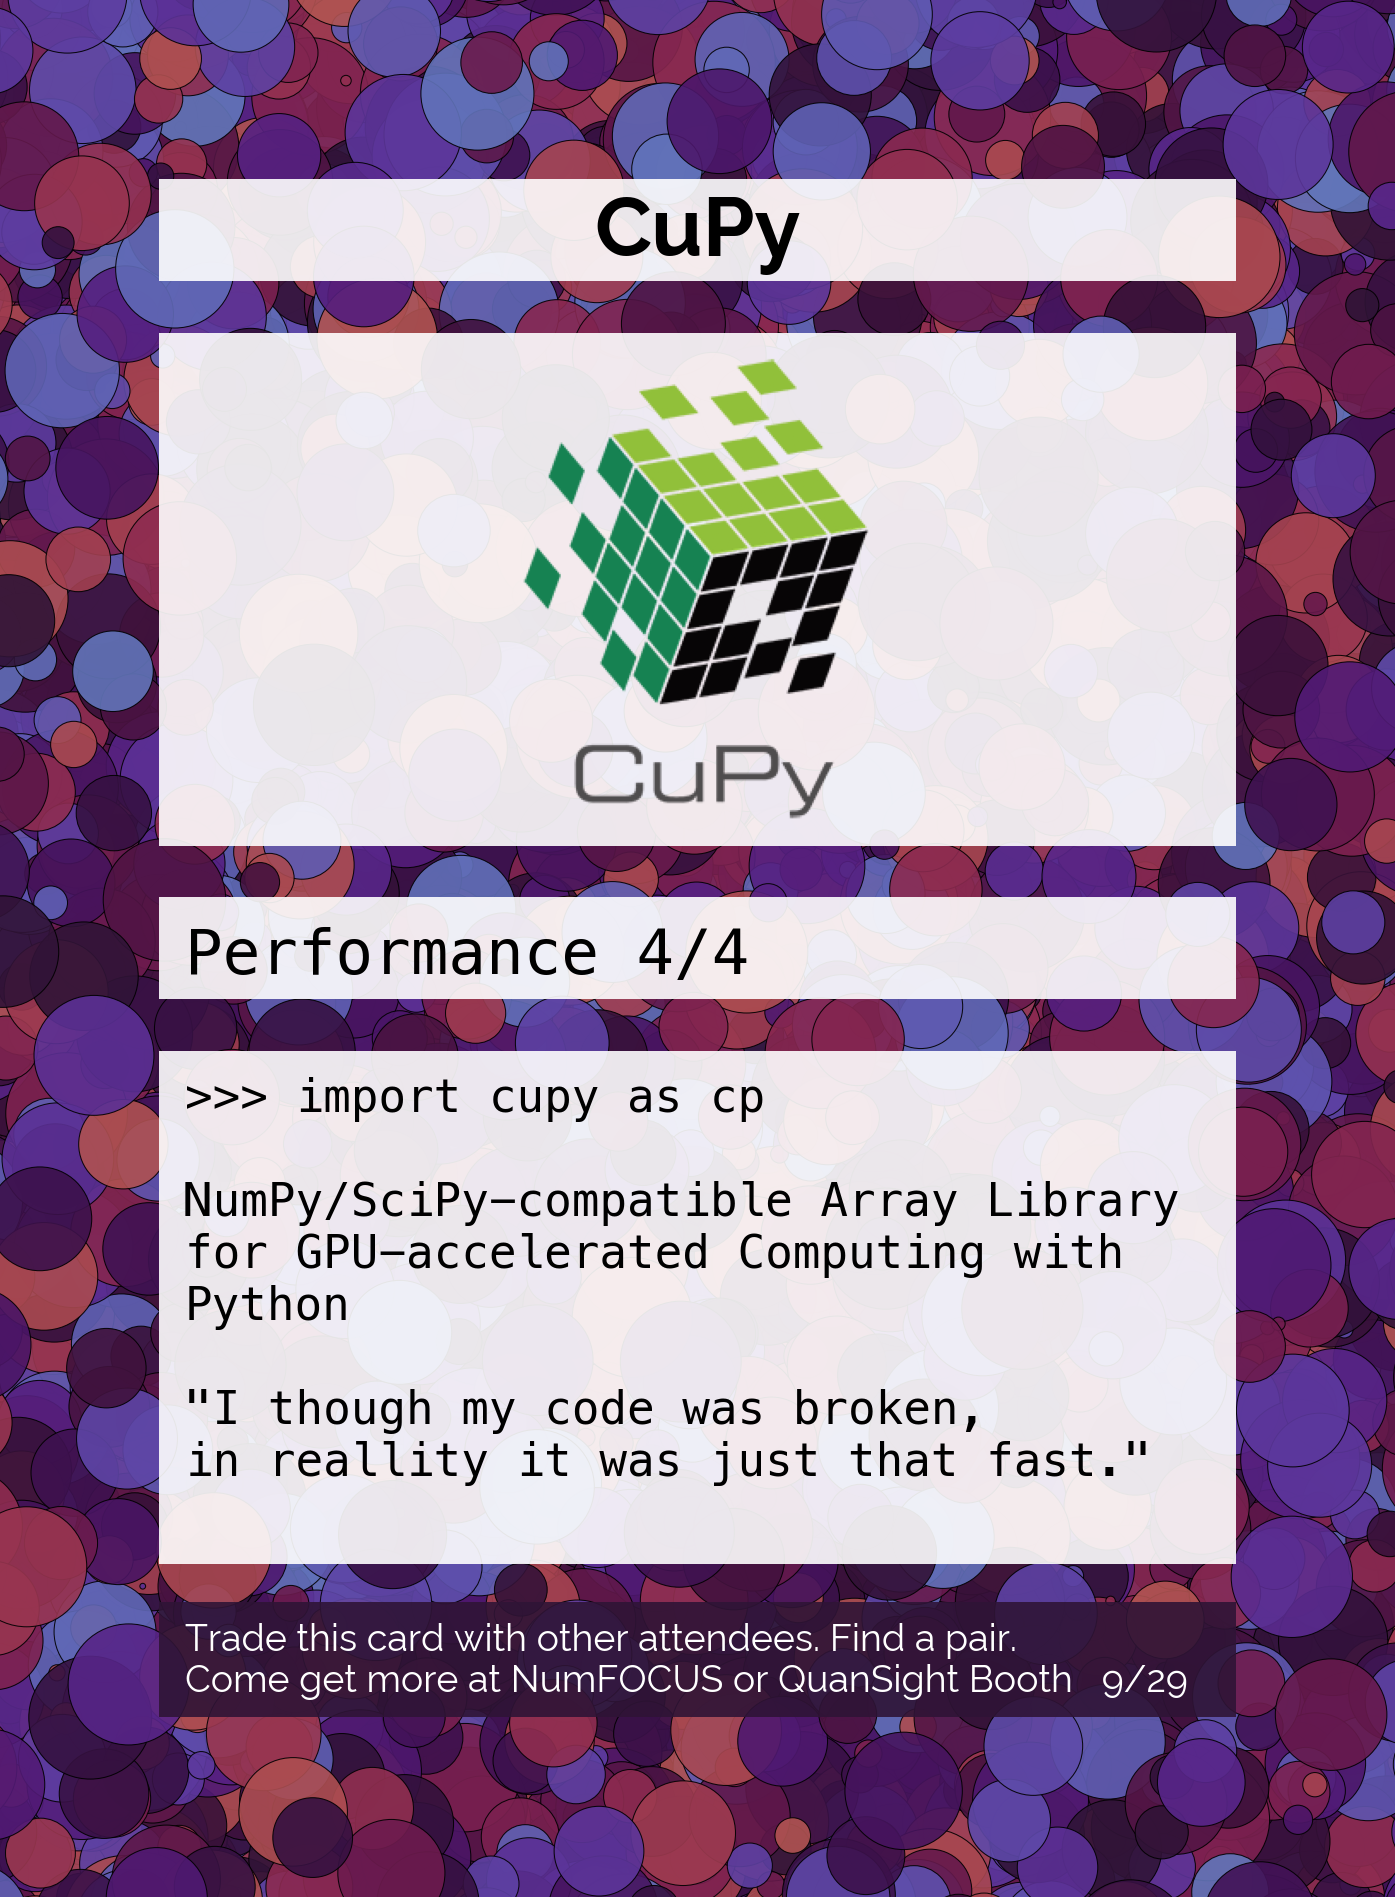 CuPy
CuPy
Performance 4/4
>>> import cupy as cp
NumPy/SciPy-compatible Array Library
for GPU-accelerated Computing with
Python
"I though my code was broken,
in reallity it was just that fast."
Trade this card with other attendees. Find a pair.
Come get more at NumFOCUS or QuanSight Booth 9/29